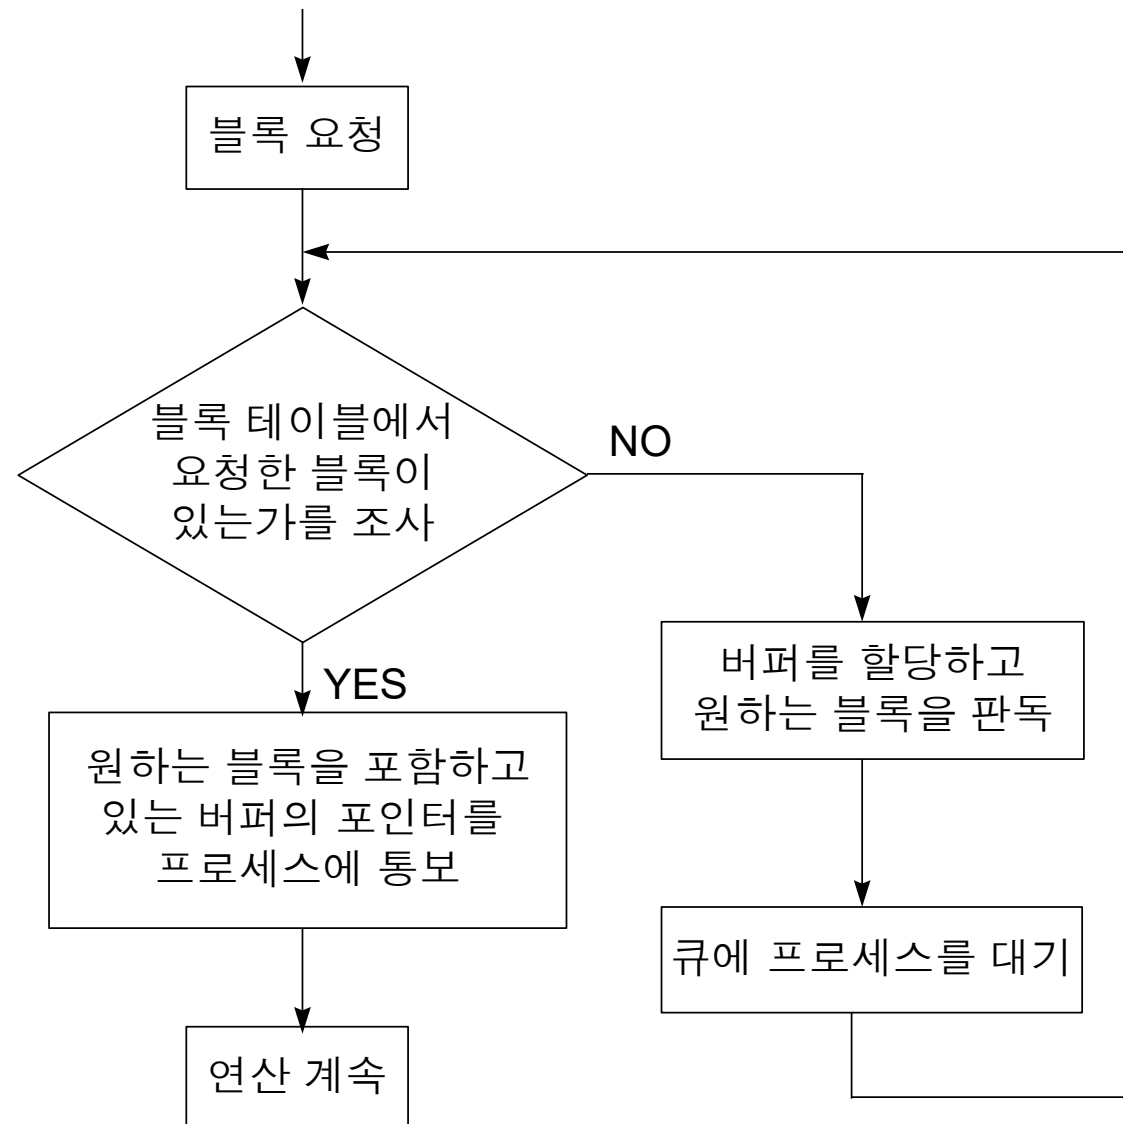 블록 요청
블록 테이블에서
요청한 블록이
있는가를 조사
NO
YES
버퍼를 할당하고
원하는 블록을 판독
원하는 블록을 포함하고
있는 버퍼의 포인터를
프로세스에 통보
큐에 프로세스를 대기
연산 계속